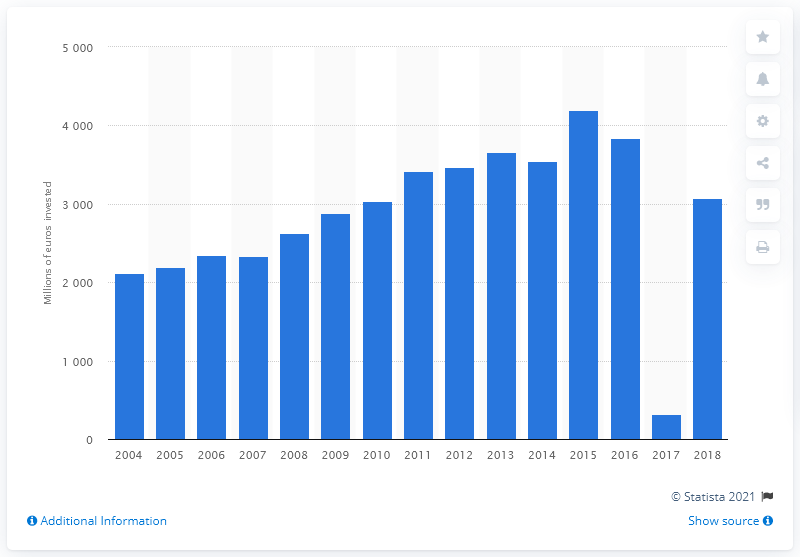 5 000
4 000
3 000
2 000
1 000
0
Millions of euros invested
2004 2005 2006 2007 2008 2009 2010 2011 2012 2013 2014 2015 2016 2017 2018
© Statista 2021
Additional Information
Show source